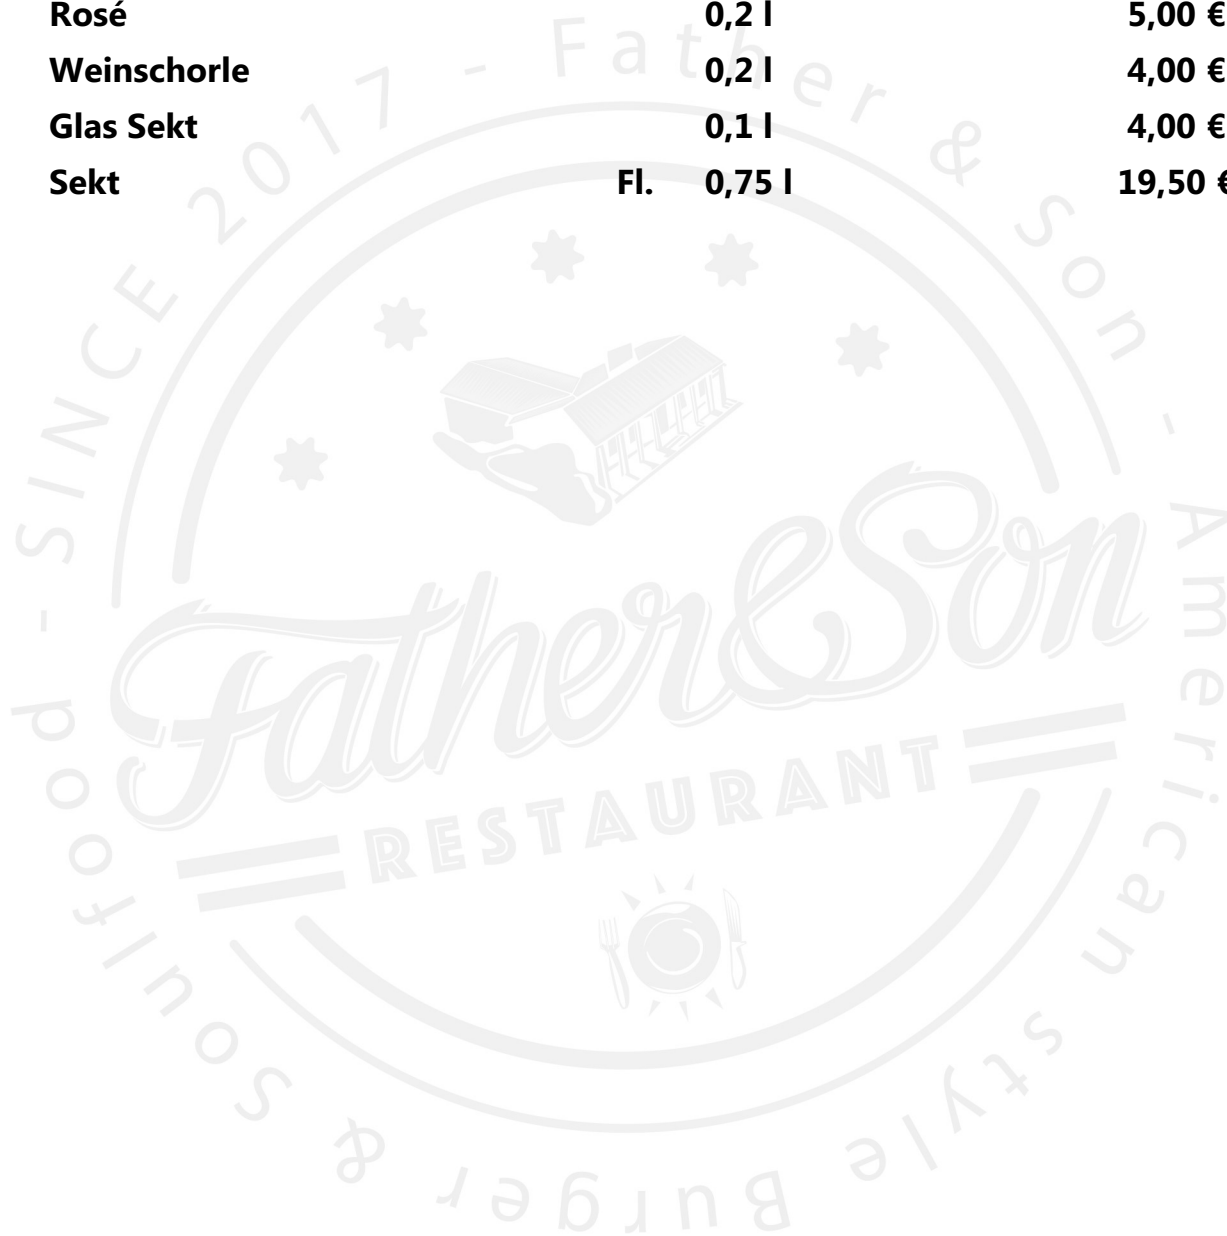 Rosé 0,2 l 5,00 €
Weinschorle 0,2 l 4,00 €
Glas Sekt 0,1 l 4,00 €
Sekt Fl. 0,75 l 19,50 €
SINCE 2017 - Father & Son - American style Burger & Soulfood -
Father&Son
RESTAURANT